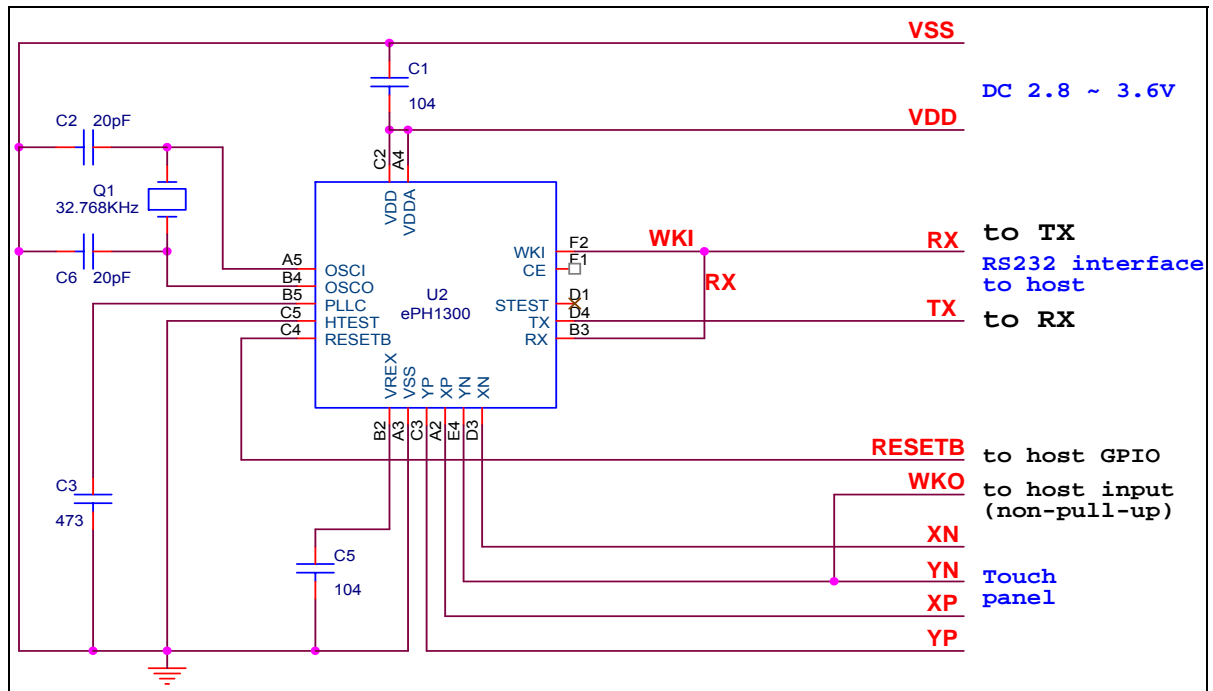 VSS
C1
104
DC 2.8 ~ 3.6V
VDD
C2 20pF
C2
A4
Q1
32.768KHz
VDD
VDDA
C6 20pF
A5
B4
B5
C5
C4
OSCI
OSCO
PLLC
HTEST
RESETB
U2
ePH1300
WKI
CE
STEST
TX
RX
F2
D1
D4
B3
WKI
RX
RX
to TX
RS232 interface
to host
TX
to RX
VREX
VSS
YP
XP
YN
XN
B2
A3
C3
A2
E4
D3
RESETB
to host GPIO
WKO
to host input
(non-pull-up)
C3
473
C5
104
XN
YN
Touch
panel
XP
YP